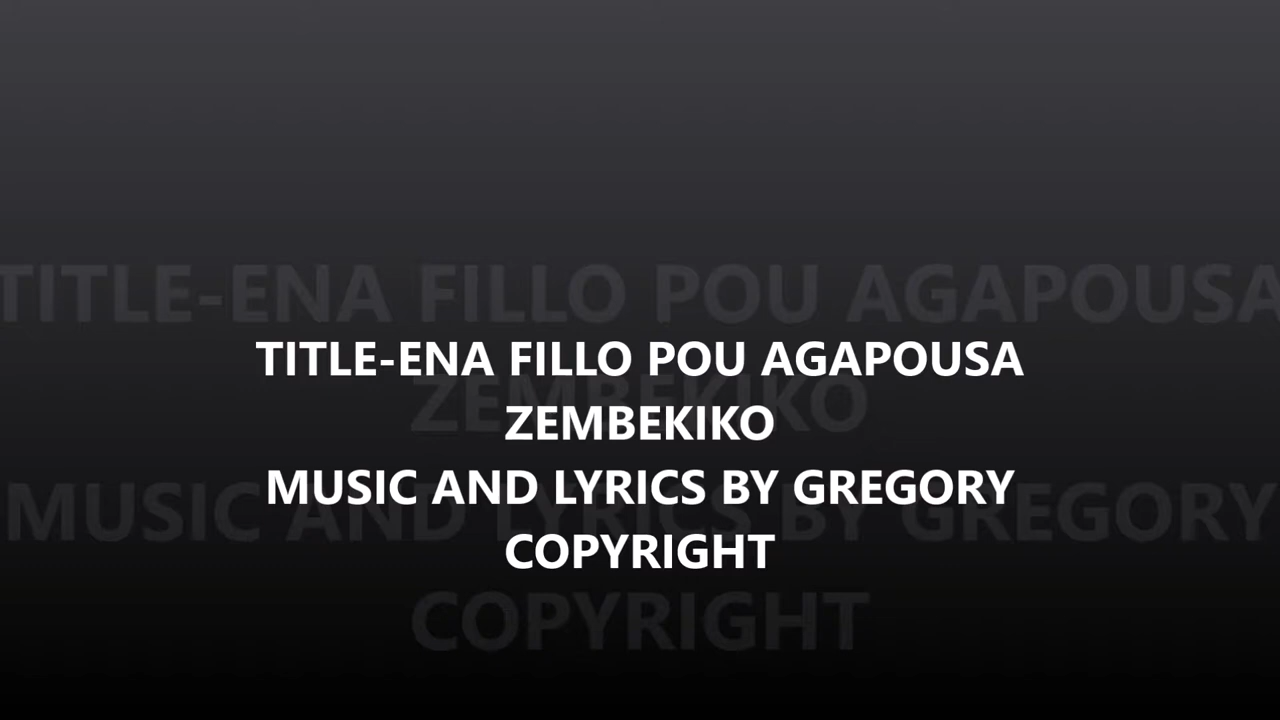 TITLE-ENA FILLO POU AGAPOUSA
ZEMBEKIKO
MUSIC AND LYRICS BY GREGORY
COPYRIGHT